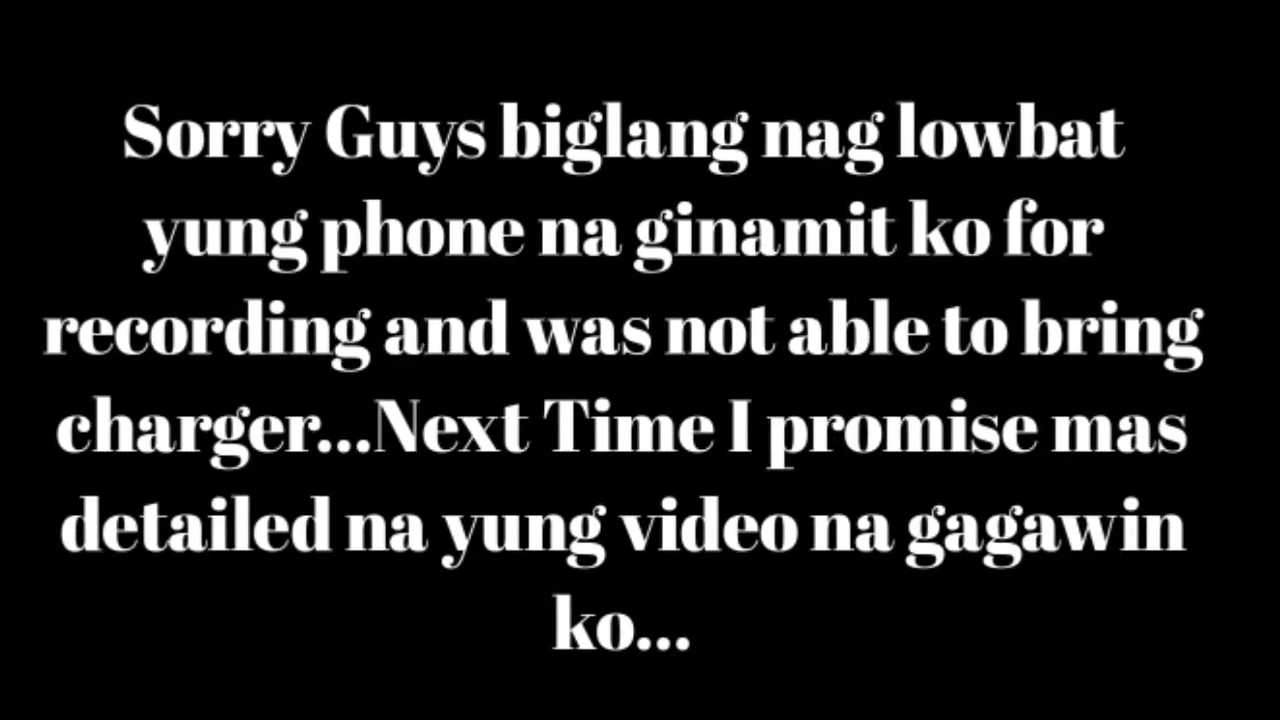 Sorry Guys biglang nag lowbat
yung phone na ginamit ko for
recording and was not able to bring
charger...Next Time I promise mas
detailed na yung video na gagawin
ko...